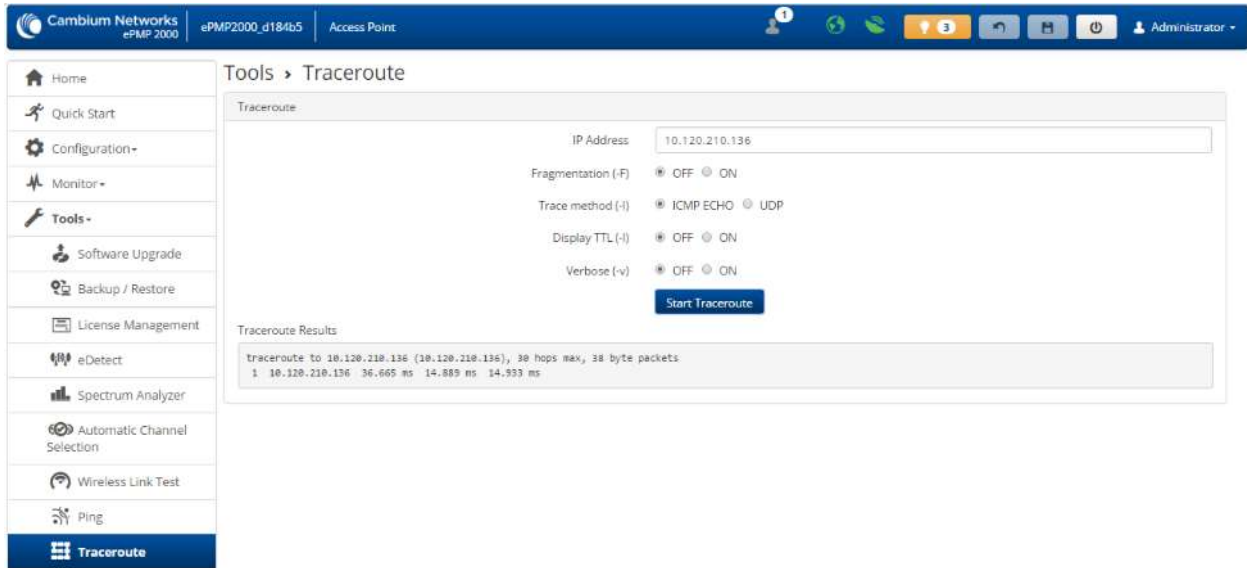 Cambium Networks
ePMP 2000
ePMP2000_d184b5
Access Point
1
3
Administrator
Home
Quick Start
Configuration
Monitor
Tools
Software Upgrade
Backup / Restore
License Management
eDetect
Spectrum Analyzer
Automatic Channel
Selection
Wireless Link Test
Ping
Traceroute
Tools › Traceroute
Traceroute
IP Address 10.120.210.136
Fragmentation (-F) OFF ON
Trace method (-I) ICMP ECHO UDP
Display TTL (-l) OFF ON
Verbose (-v) OFF ON
Start Traceroute
Traceroute Results
traceroute to 10.120.210.136 (10.120.210.136), 30 hops max, 38 byte packets
1 10.120.210.136 36.665 ms 14.889 ms 14.933 ms